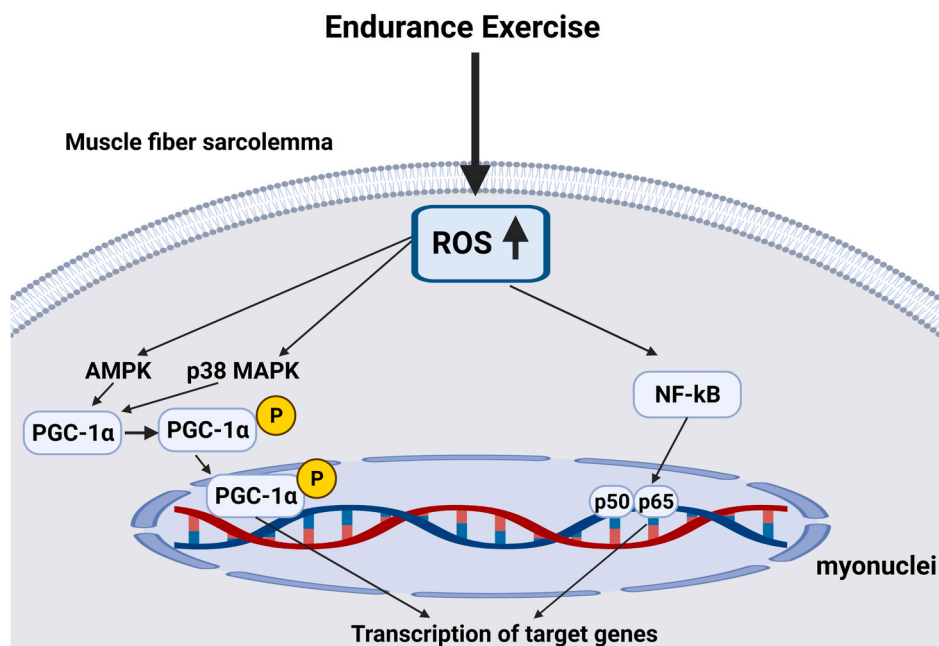 Endurance Exercise
Muscle fiber sarcolemma
ROS
AMPK
p38 MAPK
NF-kB
PGC-1α
PGC-1α
P
PGC-1α
P
p50
p65
myonuclei
Transcription of target genes